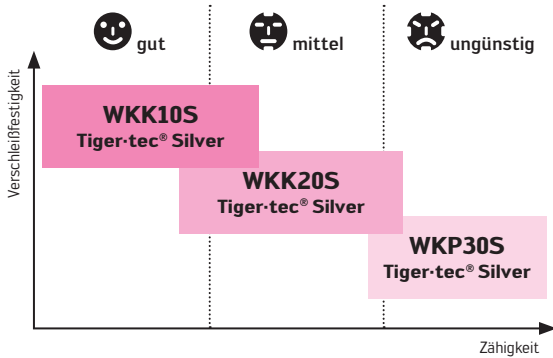 gut
mittel
ungünstig
Verschleißfestigkeit
WKK10S
Tiger·tec® Silver
WKK20S
Tiger·tec® Silver
WKP30S
Tiger·tec® Silver
Zähigkeit